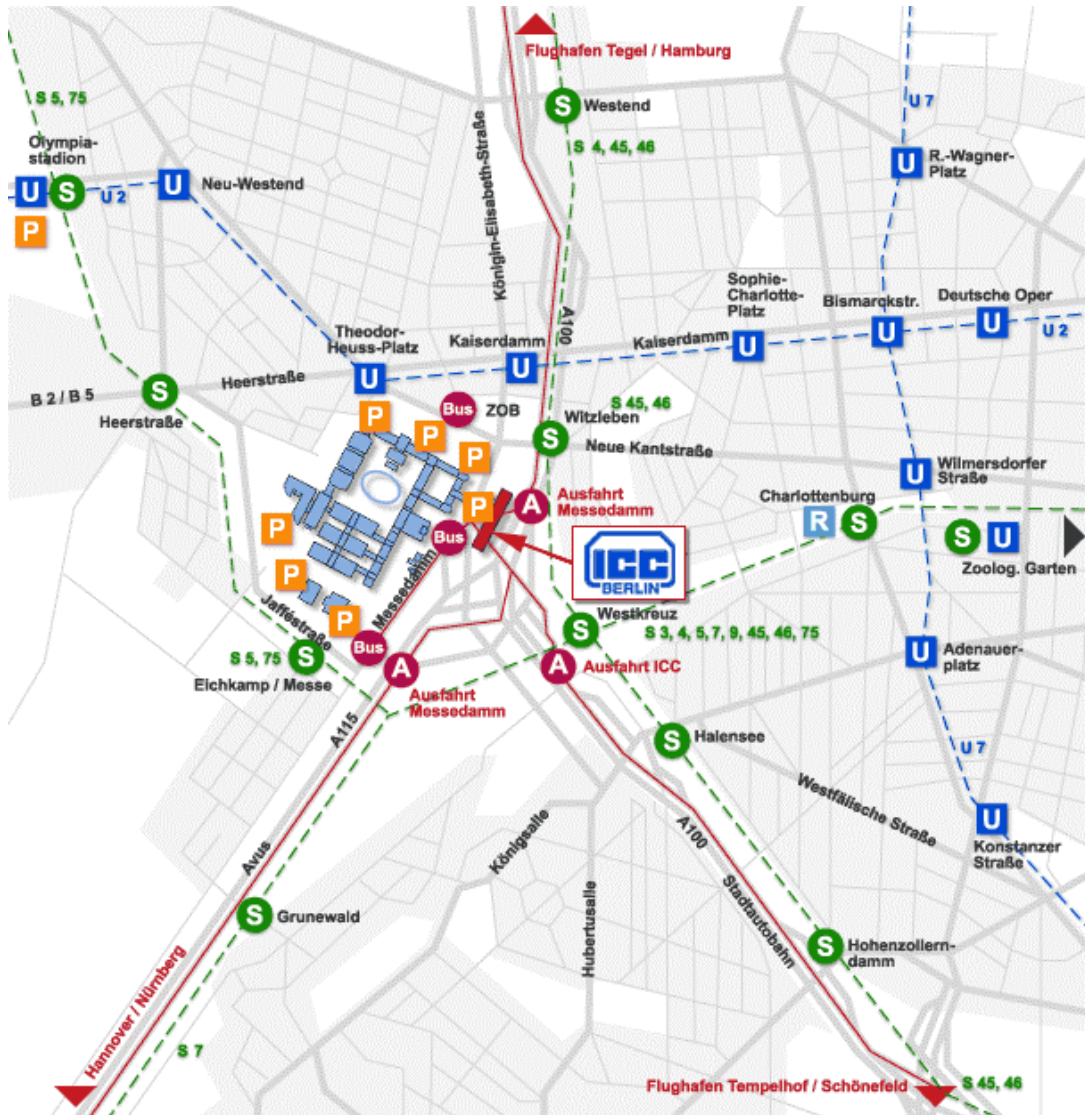 Flughafen Tegel / Hamburg
S 5, 75
S
Westend
U 7
Königin-Elisabeth-Straße
S 4, 45, 46
Olympia-
stadion
U
S
U 2
U
Neu-Westend
P
U
R.-Wagner-
Platz
A100
Sophie-
Charlotte-
Platz
Bismarckstr.
Deutsche Oper
Theodor-
Heuss-Platz
Kaiserdamm
Kaiserdamm
U
U
U
U
U
U 2
B 2 / B 5
Heerstraße
S
Heerstraße
P
Bus
ZOB
S 45, 46
Witzleben
S
Neue Kantstraße
P
P
U
Wilmersdorfer
Straße
P
A
Ausfahrt
Messedamm
Charlottenburg
R
S
P
Bus
Messedamm
ICC
BERLIN
S
U
Zoolog. Garten
P
Jafféstraße
P
Bus
Westkreuz
S
S 3, 4, 5, 7, 9, 45, 46, 75
S 5, 75
S
Eichkamp / Messe
A
Ausfahrt
Messedamm
A
Ausfahrt ICC
U
Adenauer-
platz
A115
S
Halensee
U 7
Westfälische Straße
A100
U
Konstanzer
Straße
Königsalle
Avus
Hubertusalle
Stadtautobahn
S
Grunewald
S
Hohenzollern-
damm
Hannover / Nürnberg
S 7
Flughafen Tempelhof / Schönefeld
S 45, 46